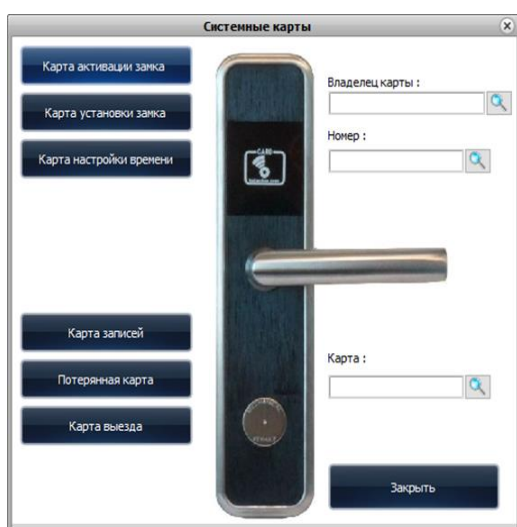 Системные карты
Карта активации замка
Карта установки замка
Карта настройки времени
Карта записей
Потерянная карта
Карта выезда
CARD
Владелец карты :
Номер :
Карта :
Закрыть